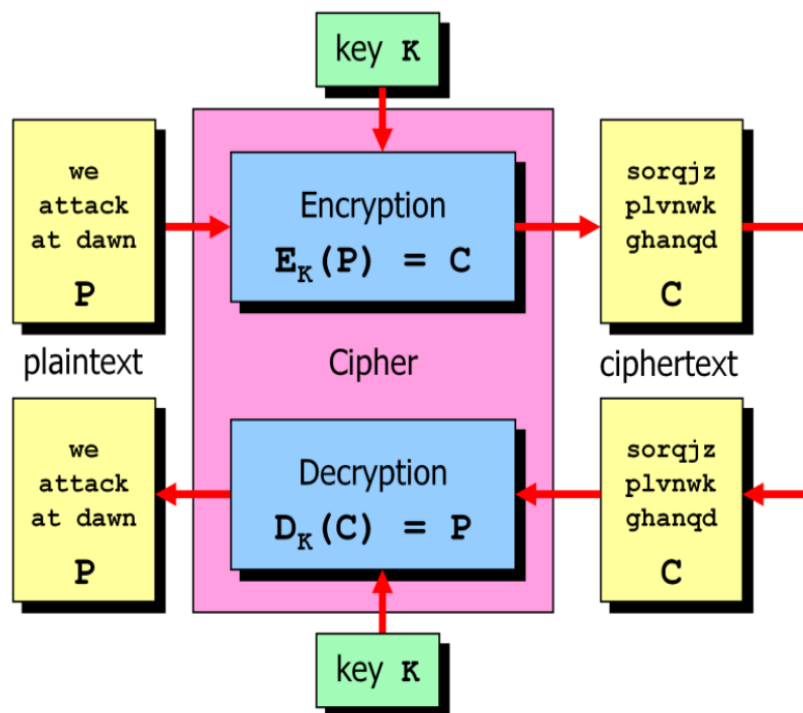 key K
we
attack
at dawn
P
Encryption
E_K(P) = C
sorqjz
plvnwk
ghanqd
C
plaintext
Cipher
ciphertext
we
attack
at dawn
P
Decryption
D_K(C) = P
sorqjz
plvnwk
ghanqd
C
key K